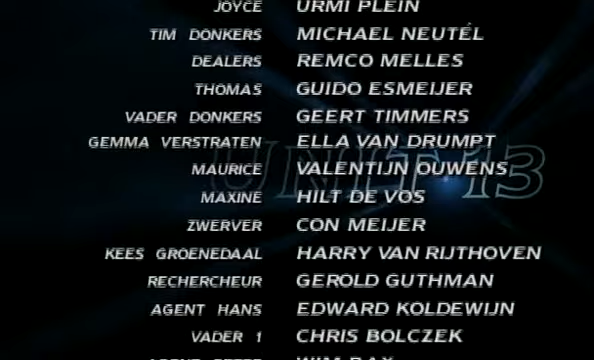 JOYCE URMI PLEIN
TIM DONKERS MICHAEL NEUTÉL
DEALERS REMCO MELLES
THOMAS GUIDO ESMEIJER
VADER DONKERS GEERT TIMMERS
GEMMA VERSTRATEN ELLA VAN DRUMPT
UNIT 13
MAURICE VALENTIJN OUWENS
MAXINE HILT DE VOS
ZWERVER CON MEIJER
KEES GROENEDAAL HARRY VAN RIJTHOVEN
RECHERCHEUR GEROLD GUTHMAN
AGENT HANS EDWARD KOLDEWIJN
VADER 1 CHRIS BOLCZEK